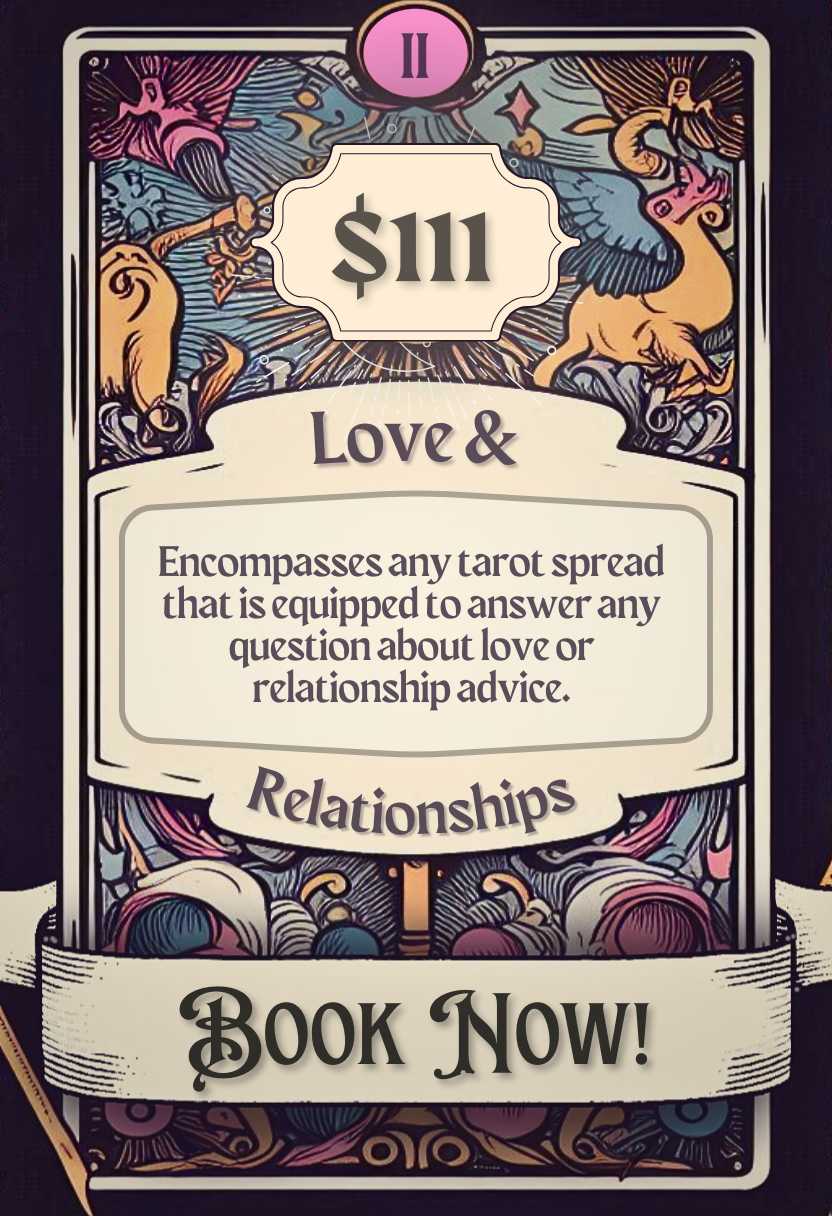 II
$111
Love &
Encompasses any tarot spread
that is equipped to answer any
question about love or
relationship advice.
Relationships
Book Now!